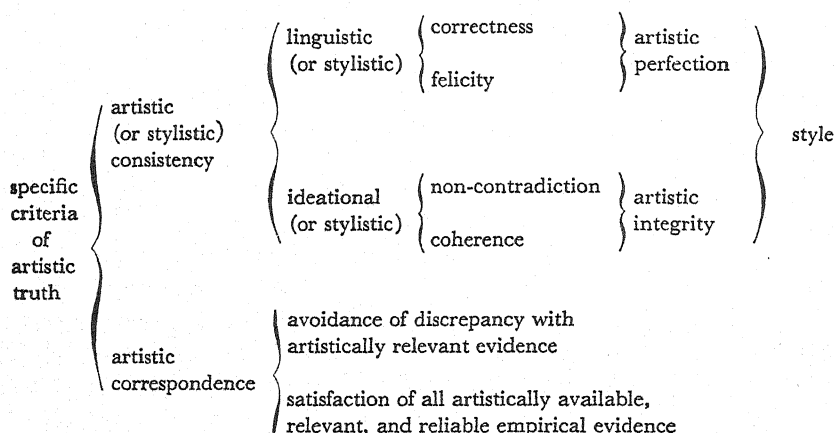 specific
criteria
of
artistic
truth
artistic
(or stylistic)
consistency
linguistic
(or stylistic)
correctness
felicity
artistic
perfection
ideational
(or stylistic)
non-contradiction
coherence
artistic
integrity
style
artistic
correspondence
avoidance of discrepancy with
artistically relevant evidence
satisfaction of all artistically available,
relevant, and reliable empirical evidence